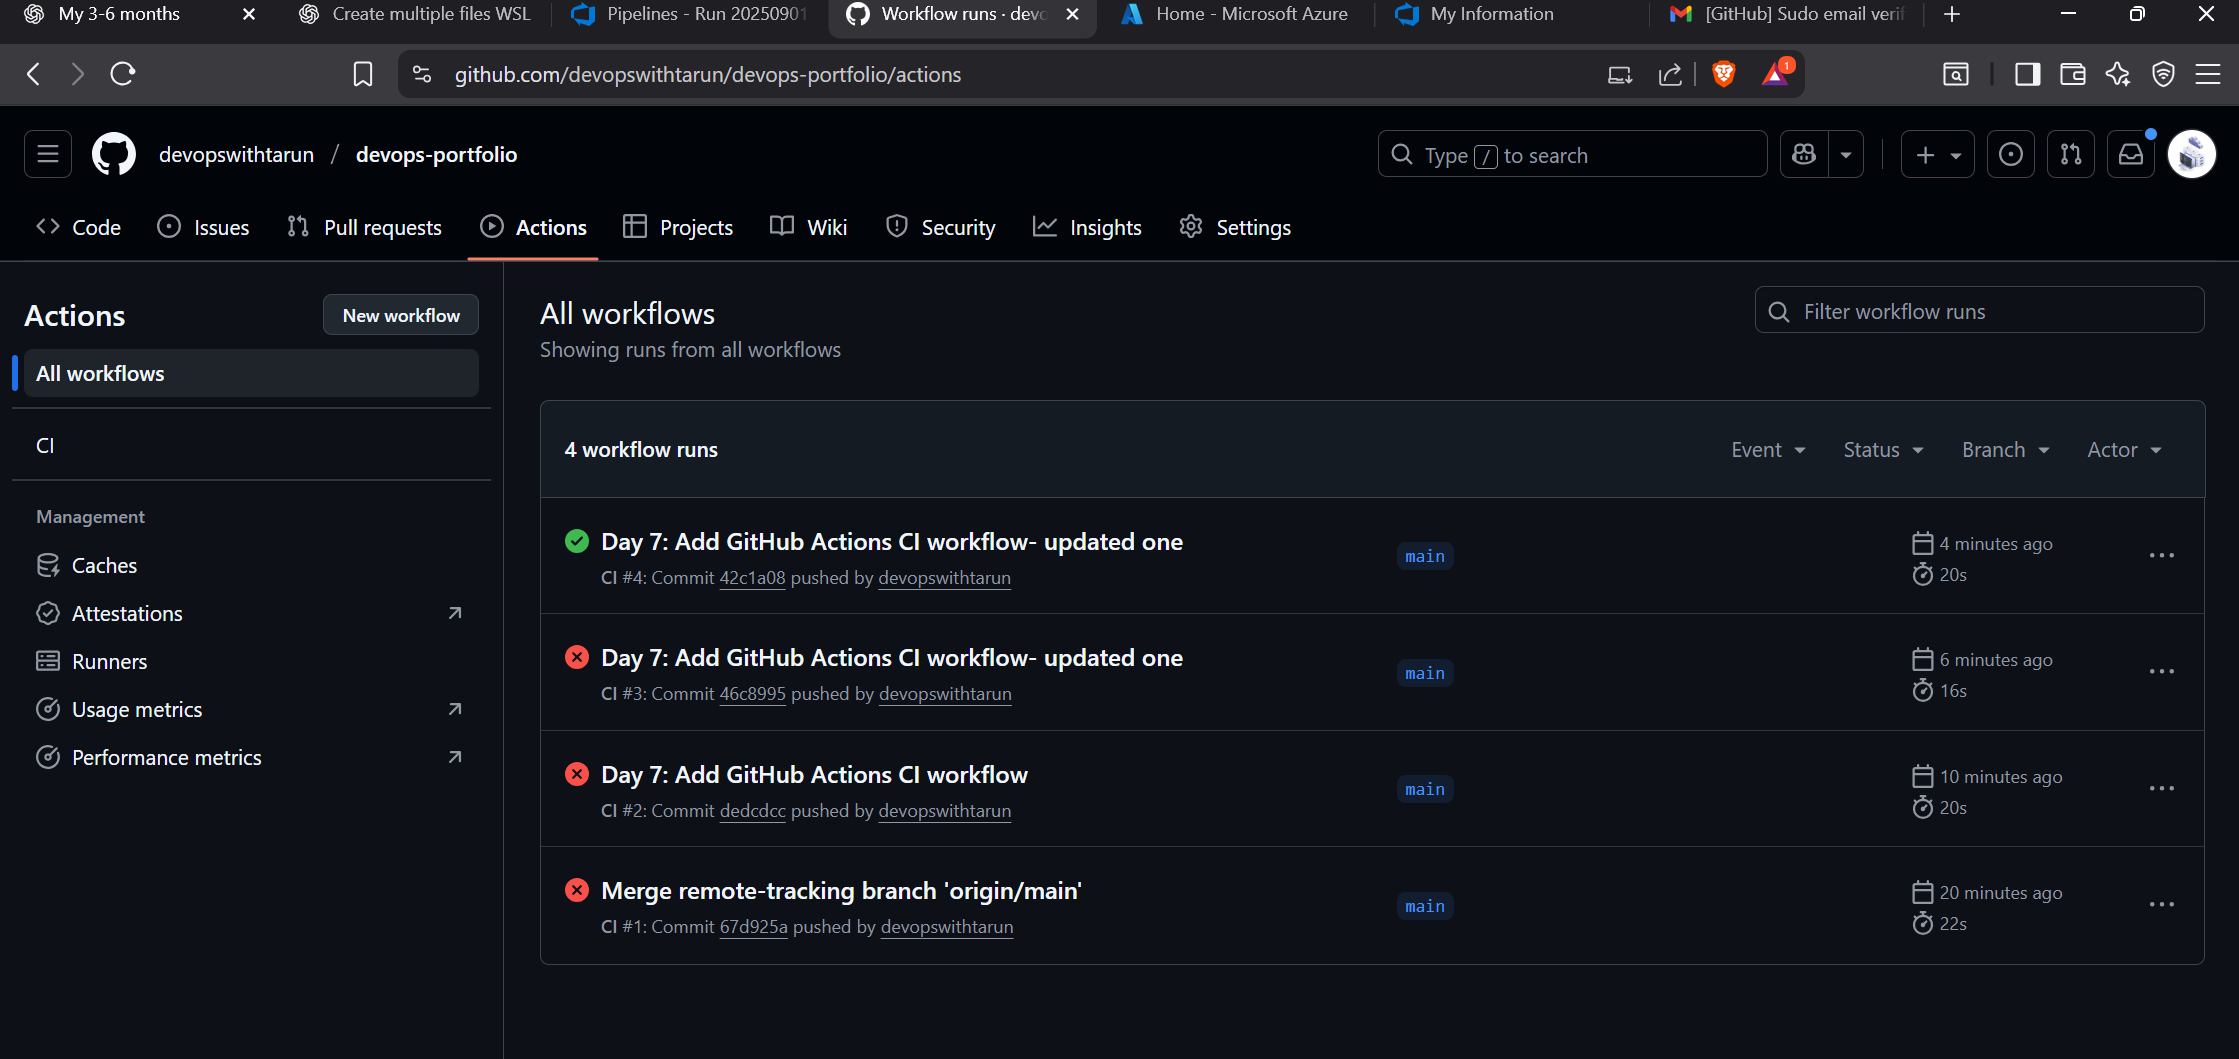 My 3-6 months
Create multiple files WSL
Pipelines - Run 20250901
Workflow runs · devo
Home - Microsoft Azure
My Information
[GitHub] Sudo email verif
github.com/devopswithtarun/devops-portfolio/actions
1
devopswithtarun / devops-portfolio
Type / to search
Code
Issues
Pull requests
Actions
Projects
Wiki
Security
Insights
Settings
Actions
New workflow
All workflows
CI
Management
Caches
Attestations
Runners
Usage metrics
Performance metrics
All workflows
Showing runs from all workflows
Filter workflow runs
4 workflow runs
Event
Status
Branch
Actor
Day 7: Add GitHub Actions CI workflow- updated one
CI #4: Commit 42c1a08 pushed by devopswithtarun
main
4 minutes ago
20s
Day 7: Add GitHub Actions CI workflow- updated one
CI #3: Commit 46c8995 pushed by devopswithtarun
main
6 minutes ago
16s
Day 7: Add GitHub Actions CI workflow
CI #2: Commit dedcdcc pushed by devopswithtarun
main
10 minutes ago
20s
Merge remote-tracking branch 'origin/main'
CI #1: Commit 67d925a pushed by devopswithtarun
main
20 minutes ago
22s